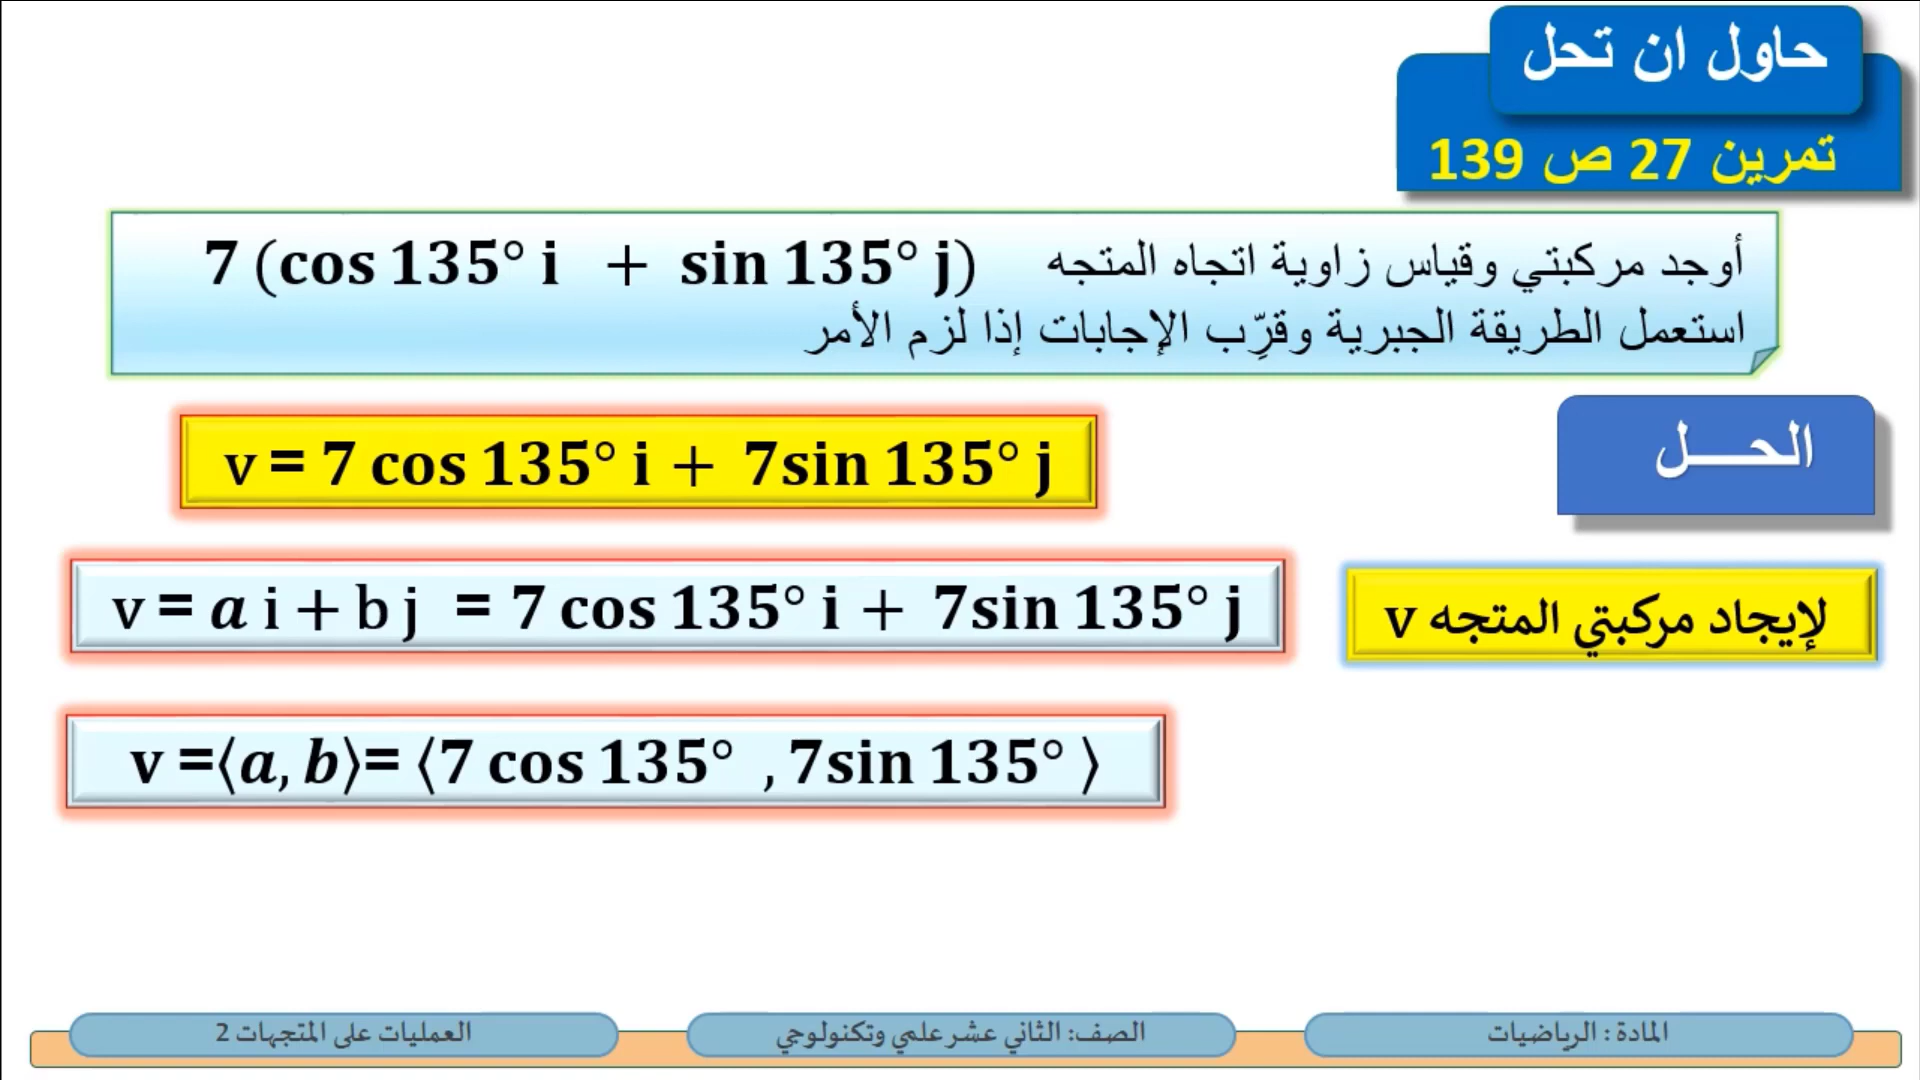 حاول ان تحل
تمرين 27 ص 139
أوجد مركبتي وقياس زاوية اتجاه المتجه 7 (cos 135° i + sin 135° j)
استعمل الطريقة الجبرية وقرِّب الإجابات إذا لزم الأمر
الحـــل
v = 7 cos 135° i + 7sin 135° j
لإيجاد مركبتي المتجه v
v = a i + b j = 7 cos 135° i + 7sin 135° j
v =⟨a, b⟩= ⟨7 cos 135° , 7sin 135° ⟩
المادة : الرياضيات
الصف: الثاني عشر علمي وتكنولوجي
العمليات على المتجهات 2